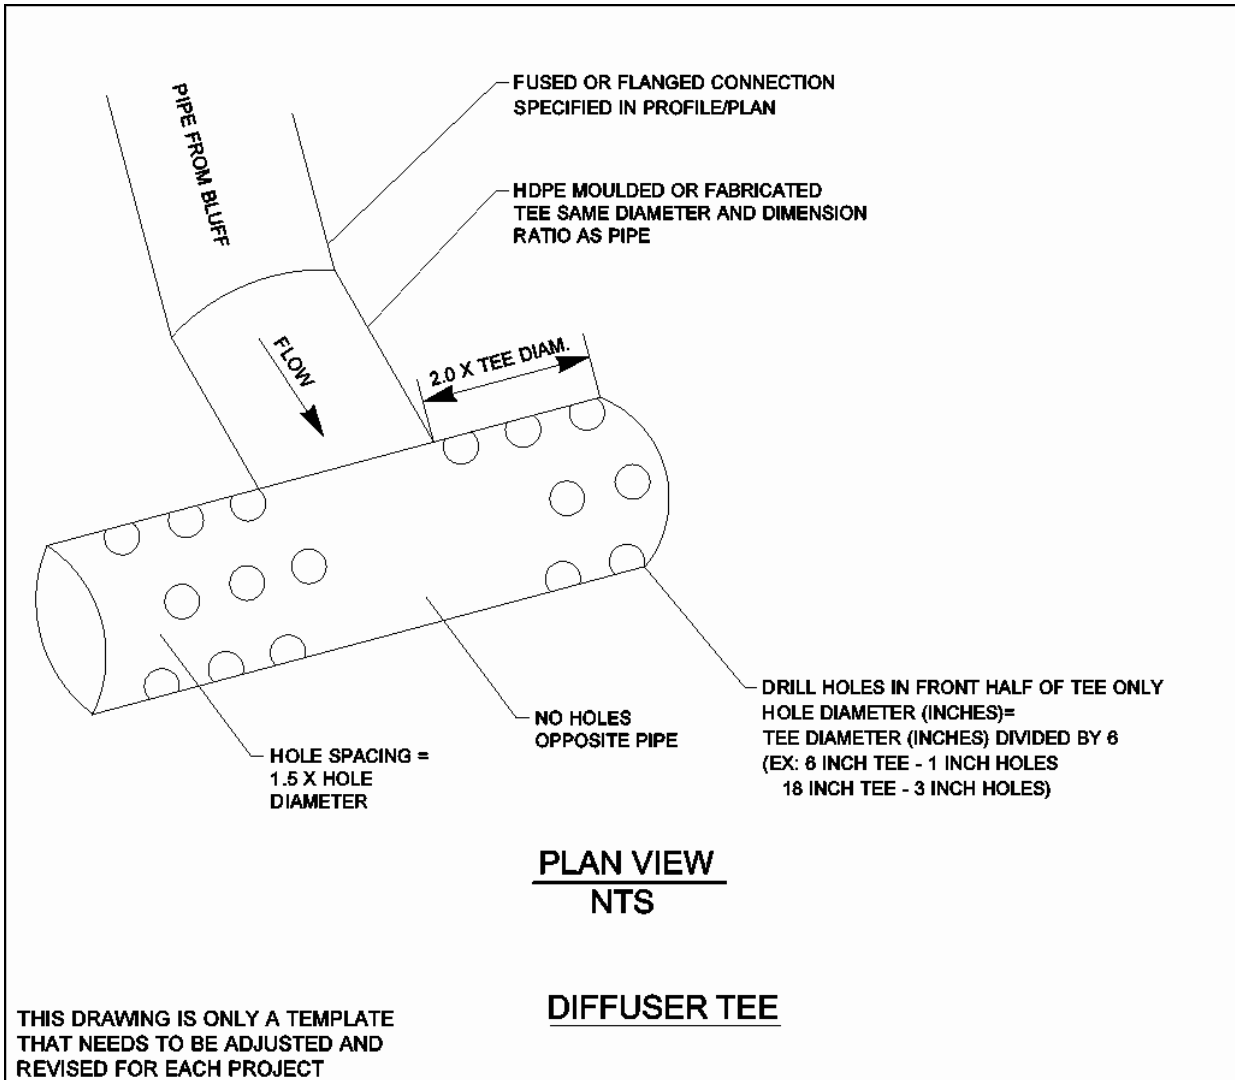 PIPE FROM BLUFF
FUSED OR FLANGED CONNECTION
SPECIFIED IN PROFILE/PLAN
HDPE MOULDED OR FABRICATED
TEE SAME DIAMETER AND DIMENSION
RATIO AS PIPE
FLOW
2.0 X TEE DIAM.
HOLE SPACING =
1.5 X HOLE
DIAMETER
NO HOLES
OPPOSITE PIPE
DRILL HOLES IN FRONT HALF OF TEE ONLY
HOLE DIAMETER (INCHES)=
TEE DIAMETER (INCHES) DIVIDED BY 6
(EX: 6 INCH TEE - 1 INCH HOLES
18 INCH TEE - 3 INCH HOLES)
PLAN VIEW
NTS
DIFFUSER TEE
THIS DRAWING IS ONLY A TEMPLATE
THAT NEEDS TO BE ADJUSTED AND
REVISED FOR EACH PROJECT